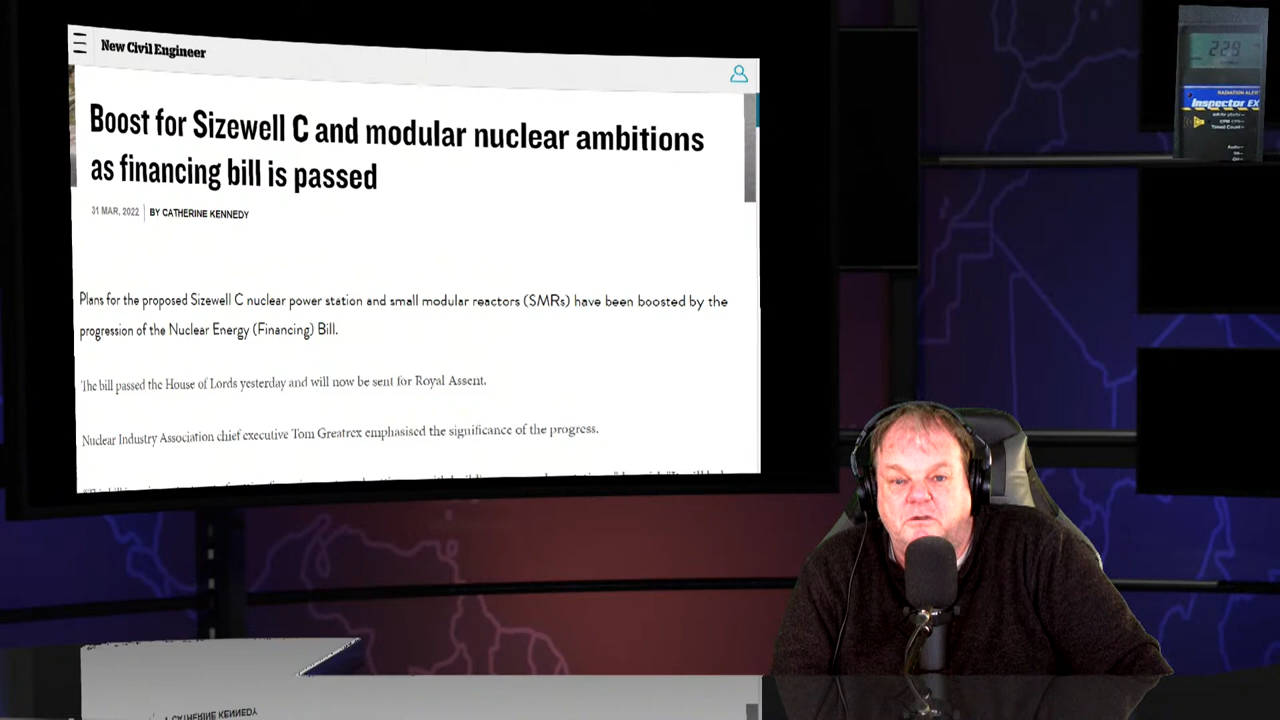 New Civil Engineer
Boost for Sizewell C and modular nuclear ambitions
as financing bill is passed
31 MAR, 2022 BY CATHERINE KENNEDY
Plans for the proposed Sizewell C nuclear power station and small modular reactors (SMRs) have been boosted by the
progression of the Nuclear Energy (Financing) Bill.
The bill passed the House of Lords yesterday and will now be sent for Royal Assent.
Nuclear Industry Association chief executive Tom Greatrex emphasised the significance of the progress.
229
RADIATION ALERT
Inspector EX
CATHERINE KENNEDY